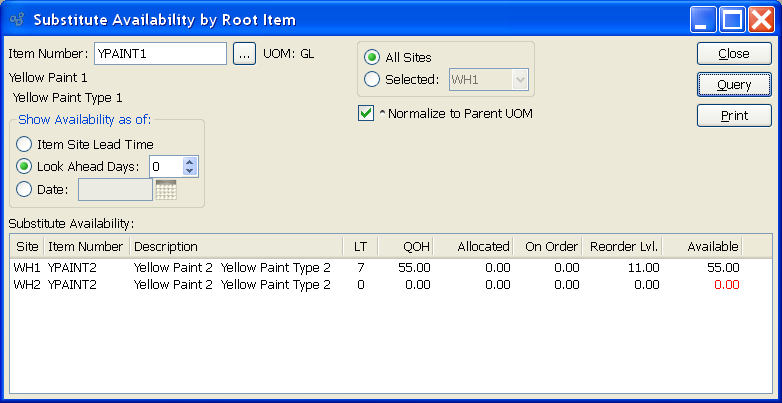 Substitute Availability by Root Item
Item Number: YPAINT1 ... UOM: GL
Yellow Paint 1
Yellow Paint Type 1
All Sites
Selected: WH1
^ Normalize to Parent UOM
Close
Query
Print
Show Availability as of:
Item Site Lead Time
Look Ahead Days: 0
Date:
Substitute Availability:
Site Item Number Description LT QOH Allocated On Order Reorder Lvl. Available
WH1 YPAINT2 Yellow Paint 2 Yellow Paint Type 2 7 55.00 0.00 0.00 11.00 55.00
WH2 YPAINT2 Yellow Paint 2 Yellow Paint Type 2 0 0.00 0.00 0.00 0.00 0.00